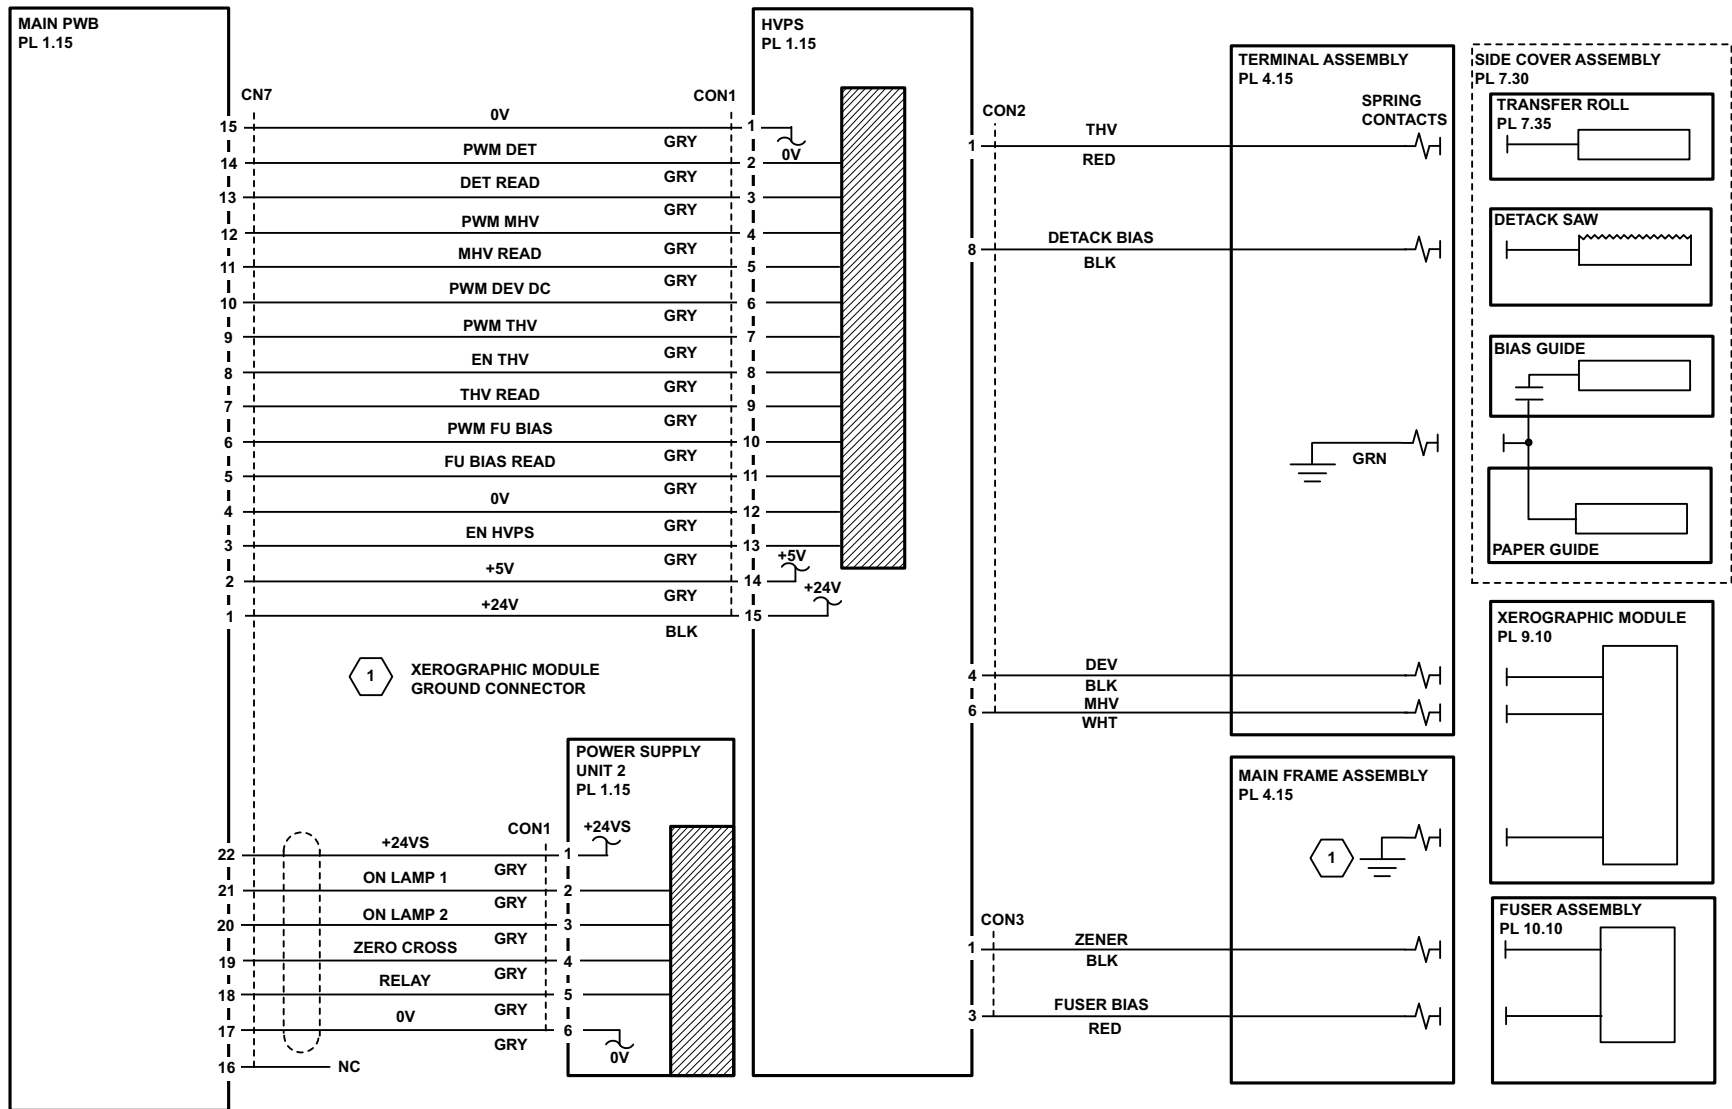 MAIN PWB
PL 1.15
CN7
CON1
15
0V
GRY
1
0V
14
PWM DET
GRY
2
13
DET READ
GRY
3
12
PWM MHV
GRY
4
11
MHV READ
GRY
5
10
PWM DEV DC
GRY
6
9
PWM THV
GRY
7
8
EN THV
GRY
8
7
THV READ
GRY
9
6
PWM FU BIAS
GRY
10
5
FU BIAS READ
GRY
11
4
0V
GRY
12
3
EN HVPS
GRY
13
2
+5V
GRY
14
+5V
1
+24V
BLK
15
+24V
1
XEROGRAPHIC MODULE
GROUND CONNECTOR
HVPS
PL 1.15
POWER SUPPLY
UNIT 2
PL 1.15
CON1
22
+24VS
GRY
1
+24VS
21
ON LAMP 1
GRY
2
20
ON LAMP 2
GRY
3
19
ZERO CROSS
GRY
4
18
RELAY
GRY
5
17
0V
GRY
6
0V
16
NC
CON2
1
THV
RED
8
DETACK BIAS
BLK
4
DEV
BLK
6
MHV
WHT
CON3
1
ZENER
BLK
3
FUSER BIAS
RED
TERMINAL ASSEMBLY
PL 4.15
SPRING
CONTACTS
GRN
MAIN FRAME ASSEMBLY
PL 4.15
1
SIDE COVER ASSEMBLY
PL 7.30
TRANSFER ROLL
PL 7.35
DETACK SAW
BIAS GUIDE
PAPER GUIDE
XEROGRAPHIC MODULE
PL 9.10
FUSER ASSEMBLY
PL 10.10